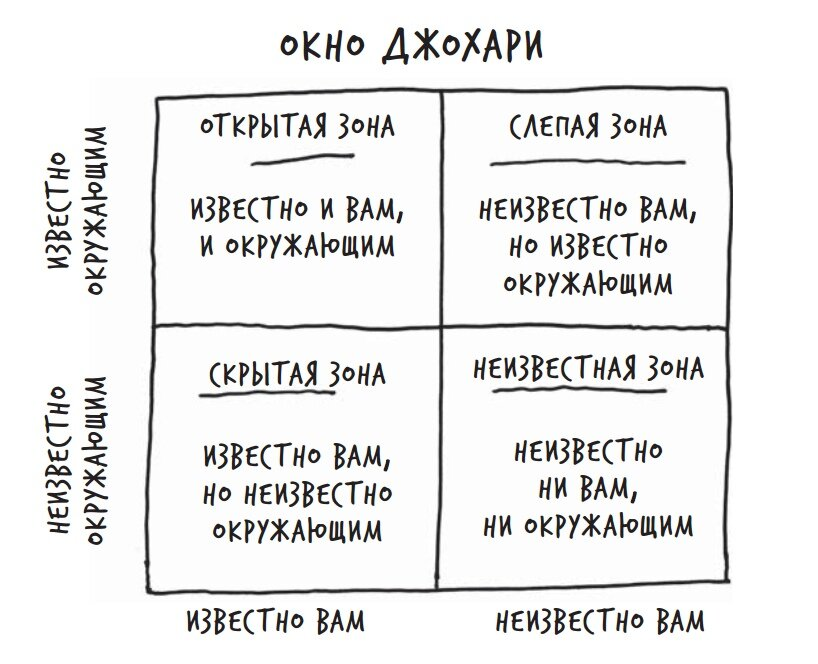 ОКНО ДЖОХАРИ
ИЗВЕСТНО
ОКРУЖАЮЩИМ
ОТКРЫТАЯ ЗОНА
ИЗВЕСТНО И ВАМ,
И ОКРУЖАЮЩИМ
СЛЕПАЯ ЗОНА
НЕИЗВЕСТНО ВАМ,
НО ИЗВЕСТНО
ОКРУЖАЮЩИМ
НЕИЗВЕСТНО
ОКРУЖАЮЩИМ
СКРЫТАЯ ЗОНА
ИЗВЕСТНО ВАМ,
НО НЕИЗВЕСТНО
ОКРУЖАЮЩИМ
НЕИЗВЕСТНАЯ ЗОНА
НЕИЗВЕСТНО
НИ ВАМ,
НИ ОКРУЖАЮЩИМ
ИЗВЕСТНО ВАМ
НЕИЗВЕСТНО ВАМ